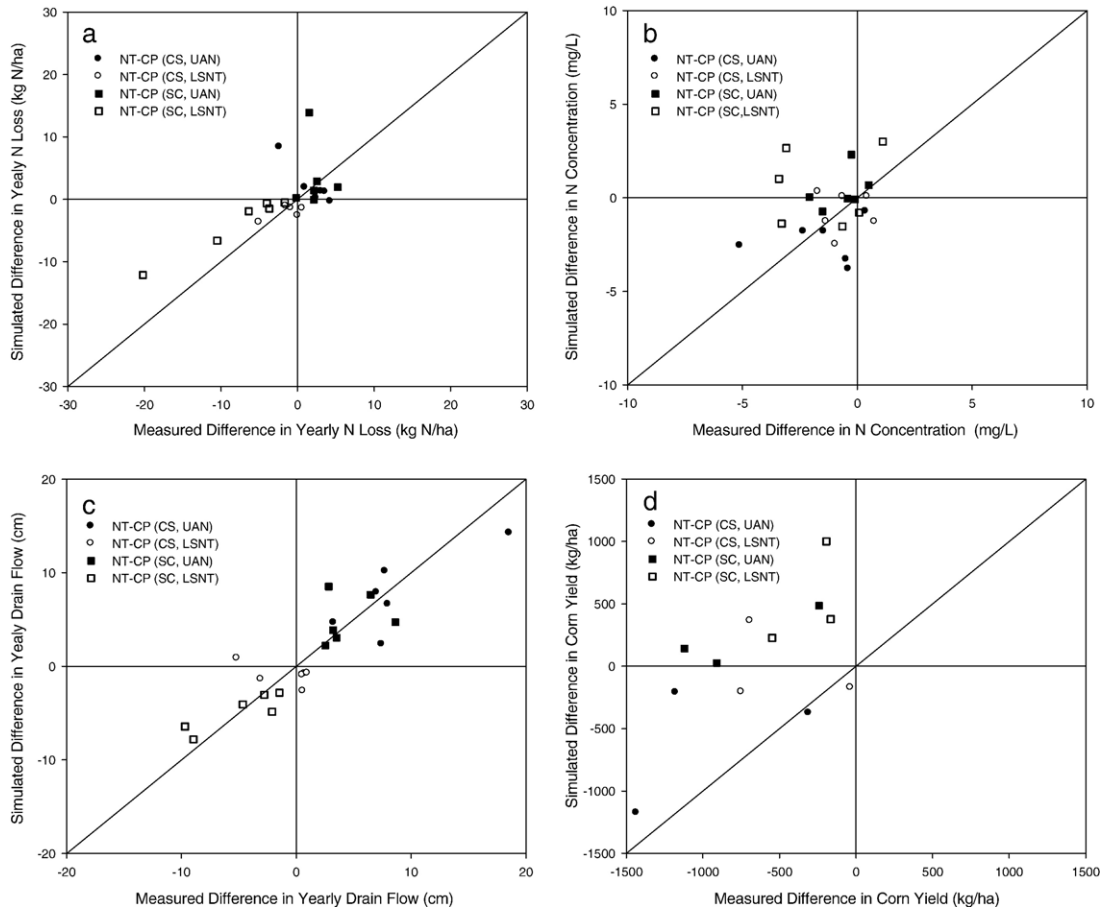 a
NT-CP (CS, UAN)
NT-CP (CS, LSNT)
NT-CP (SC, UAN)
NT-CP (SC, LSNT)
Simulated Difference in Yealy N Loss (kg N/ha)
30
20
10
0
-10
-20
-30
-30
-20
-10
0
10
20
30
Measured Difference in Yearly N Loss (kg N/ha)
b
NT-CP (CS, UAN)
NT-CP (CS, LSNT)
NT-CP (SC, UAN)
NT-CP (SC,LSNT)
Simulated Difference in N Concentration (mg/L)
10
5
0
-5
-10
-10
-5
0
5
10
Measured Difference in N Concentration (mg/L)
c
NT-CP (CS, UAN)
NT-CP (CS, LSNT)
NT-CP (SC, UAN)
NT-CP (SC, LSNT)
Simulated Difference in Yealy Drain Flow (cm)
20
10
0
-10
-20
-20
-10
0
10
20
Measured Difference in Yearly Drain Flow (cm)
d
NT-CP (CS, UAN)
NT-CP (CS, LSNT)
NT-CP (SC, UAN)
NT-CP (SC, LSNT)
Simulated Difference in Corn Yield (kg/ha)
1500
1000
500
0
-500
-1000
-1500
-1500
-1000
-500
0
500
1000
1500
Measured Difference in Corn Yield (kg/ha)